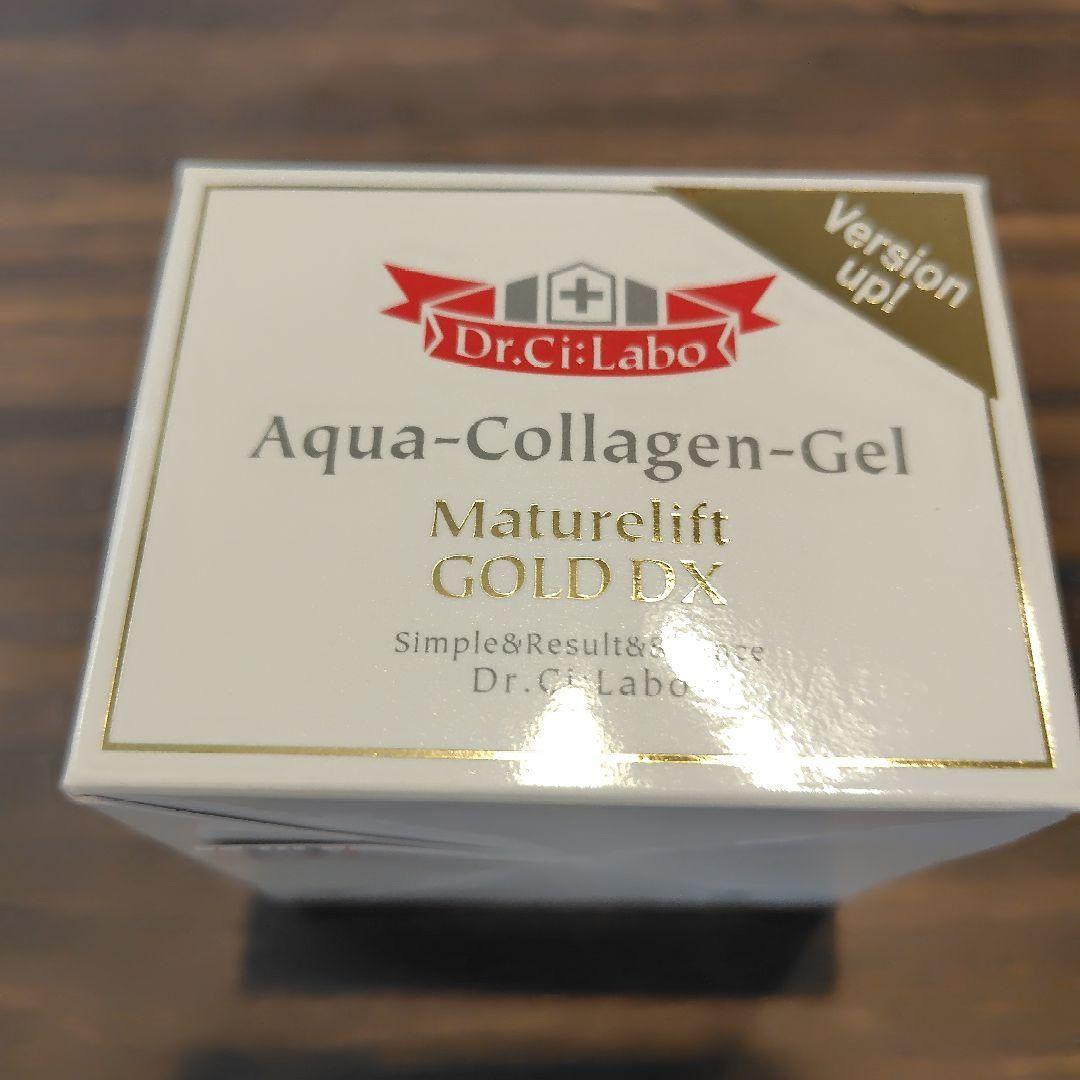 Version
up!
Dr.Ci:Labo
Aqua-Collagen-Gel
Maturelift
GOLD DX
Simple&Result&
Dr.Ci:Labo